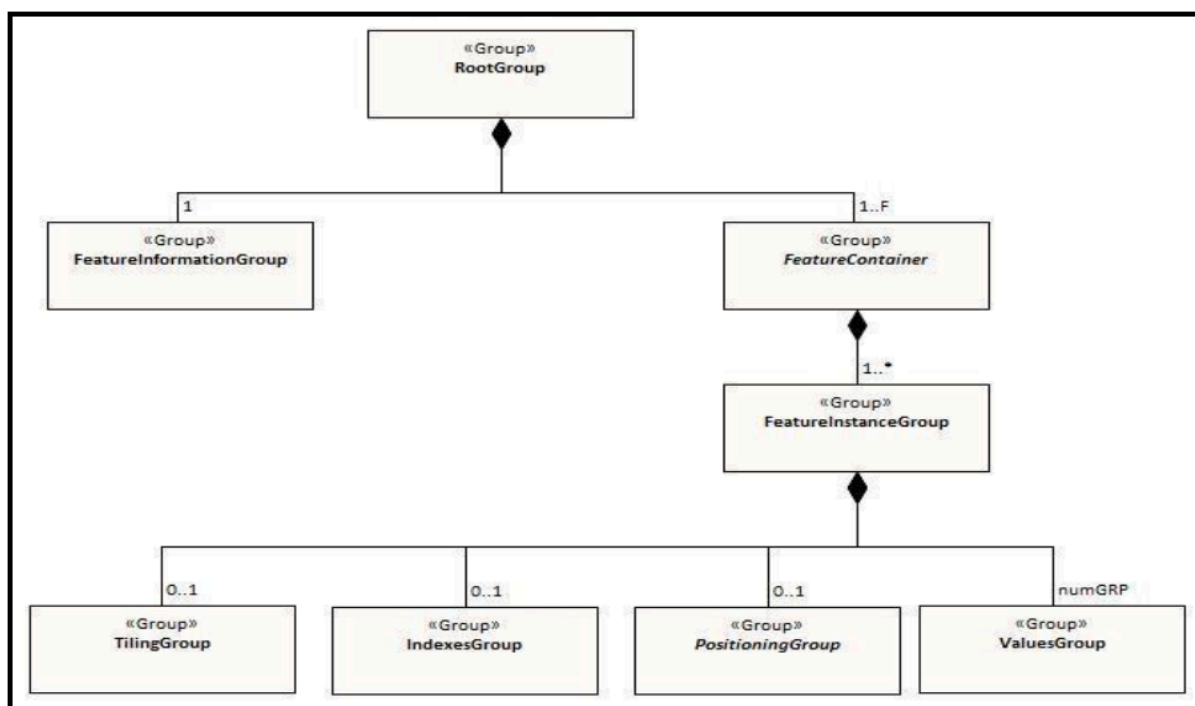 «Group»
RootGroup
1
1..F
«Group»
FeatureInformationGroup
«Group»
FeatureContainer
1..*
«Group»
FeatureInstanceGroup
0..1
0..1
0..1
numGRP
«Group»
TilingGroup
«Group»
IndexesGroup
«Group»
PositioningGroup
«Group»
ValuesGroup